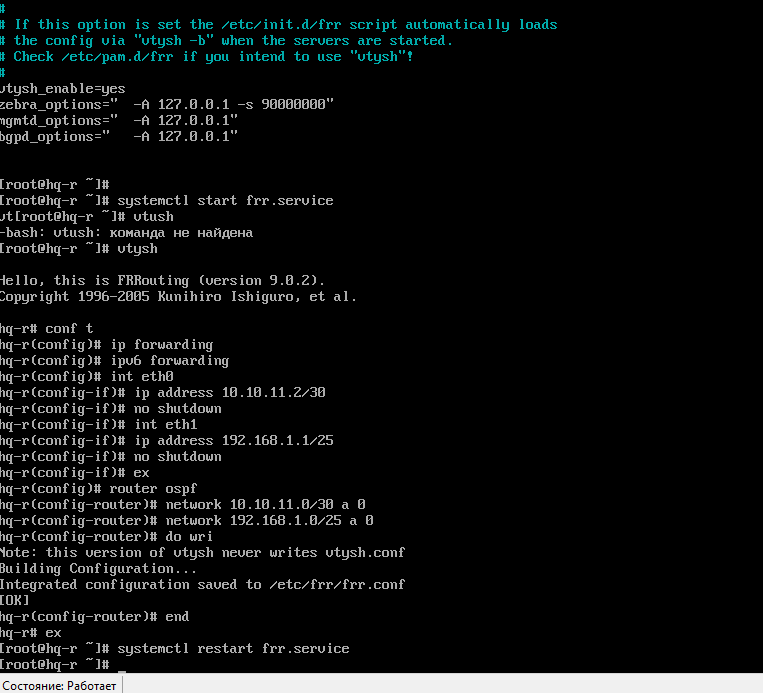 #
# If this option is set the /etc/init.d/frr script automatically loads
# the config via "vtysh -b" when the servers are started.
# Check /etc/pam.d/frr if you intend to use "vtysh"!
#
vtysh_enable=yes
zebra_options="  -A 127.0.0.1 -s 90000000"
mgmtd_options="  -A 127.0.0.1"
bgpd_options="   -A 127.0.0.1"
[root@hq-r ~]#
[root@hq-r ~]# systemctl start frr.service
vt[root@hq-r ~]# vtush
-bash: vtush: команда не найдена
[root@hq-r ~]# vtysh
Hello, this is FRRouting (version 9.0.2).
Copyright 1996-2005 Kunihiro Ishiguro, et al.
hq-r# conf t
hq-r(config)# ip forwarding
hq-r(config)# ipv6 forwarding
hq-r(config)# int eth0
hq-r(config-if)# ip address 10.10.11.2/30
hq-r(config-if)# no shutdown
hq-r(config-if)# int eth1
hq-r(config-if)# ip address 192.168.1.1/25
hq-r(config-if)# no shutdown
hq-r(config-if)# ex
hq-r(config)# router ospf
hq-r(config-router)# network 10.10.11.0/30 a 0
hq-r(config-router)# network 192.168.1.0/25 a 0
hq-r(config-router)# do wri
Note: this version of vtysh never writes vtysh.conf
Building Configuration...
Integrated configuration saved to /etc/frr/frr.conf
[OK]
hq-r(config-router)# end
hq-r# ex
[root@hq-r ~]# systemctl restart frr.service
[root@hq-r ~]#
Состояние: Работает